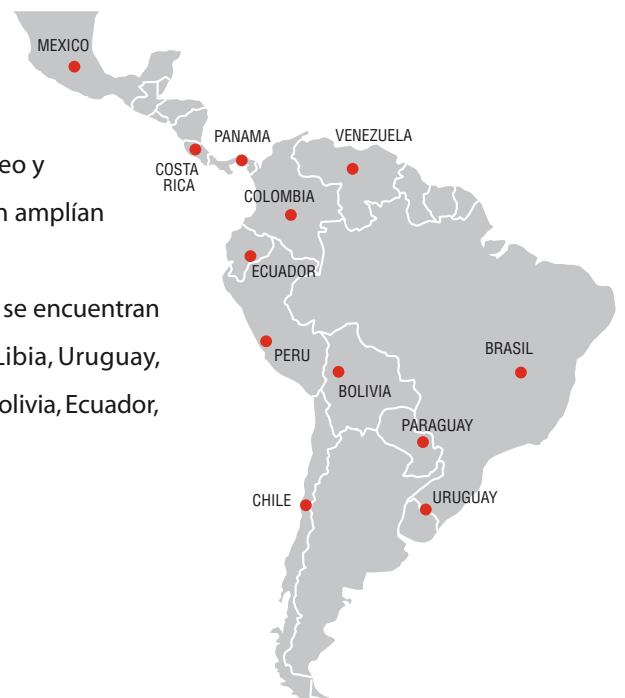 MEXICO
PANAMA
VENEZUELA
COSTA
RICA
COLOMBIA
ECUADOR
PERU
BRASIL
BOLIVIA
PARAGUAY
CHILE
URUGUAY
eo y
n amplían
se encuentran
Libia, Uruguay,
olivia, Ecuador,